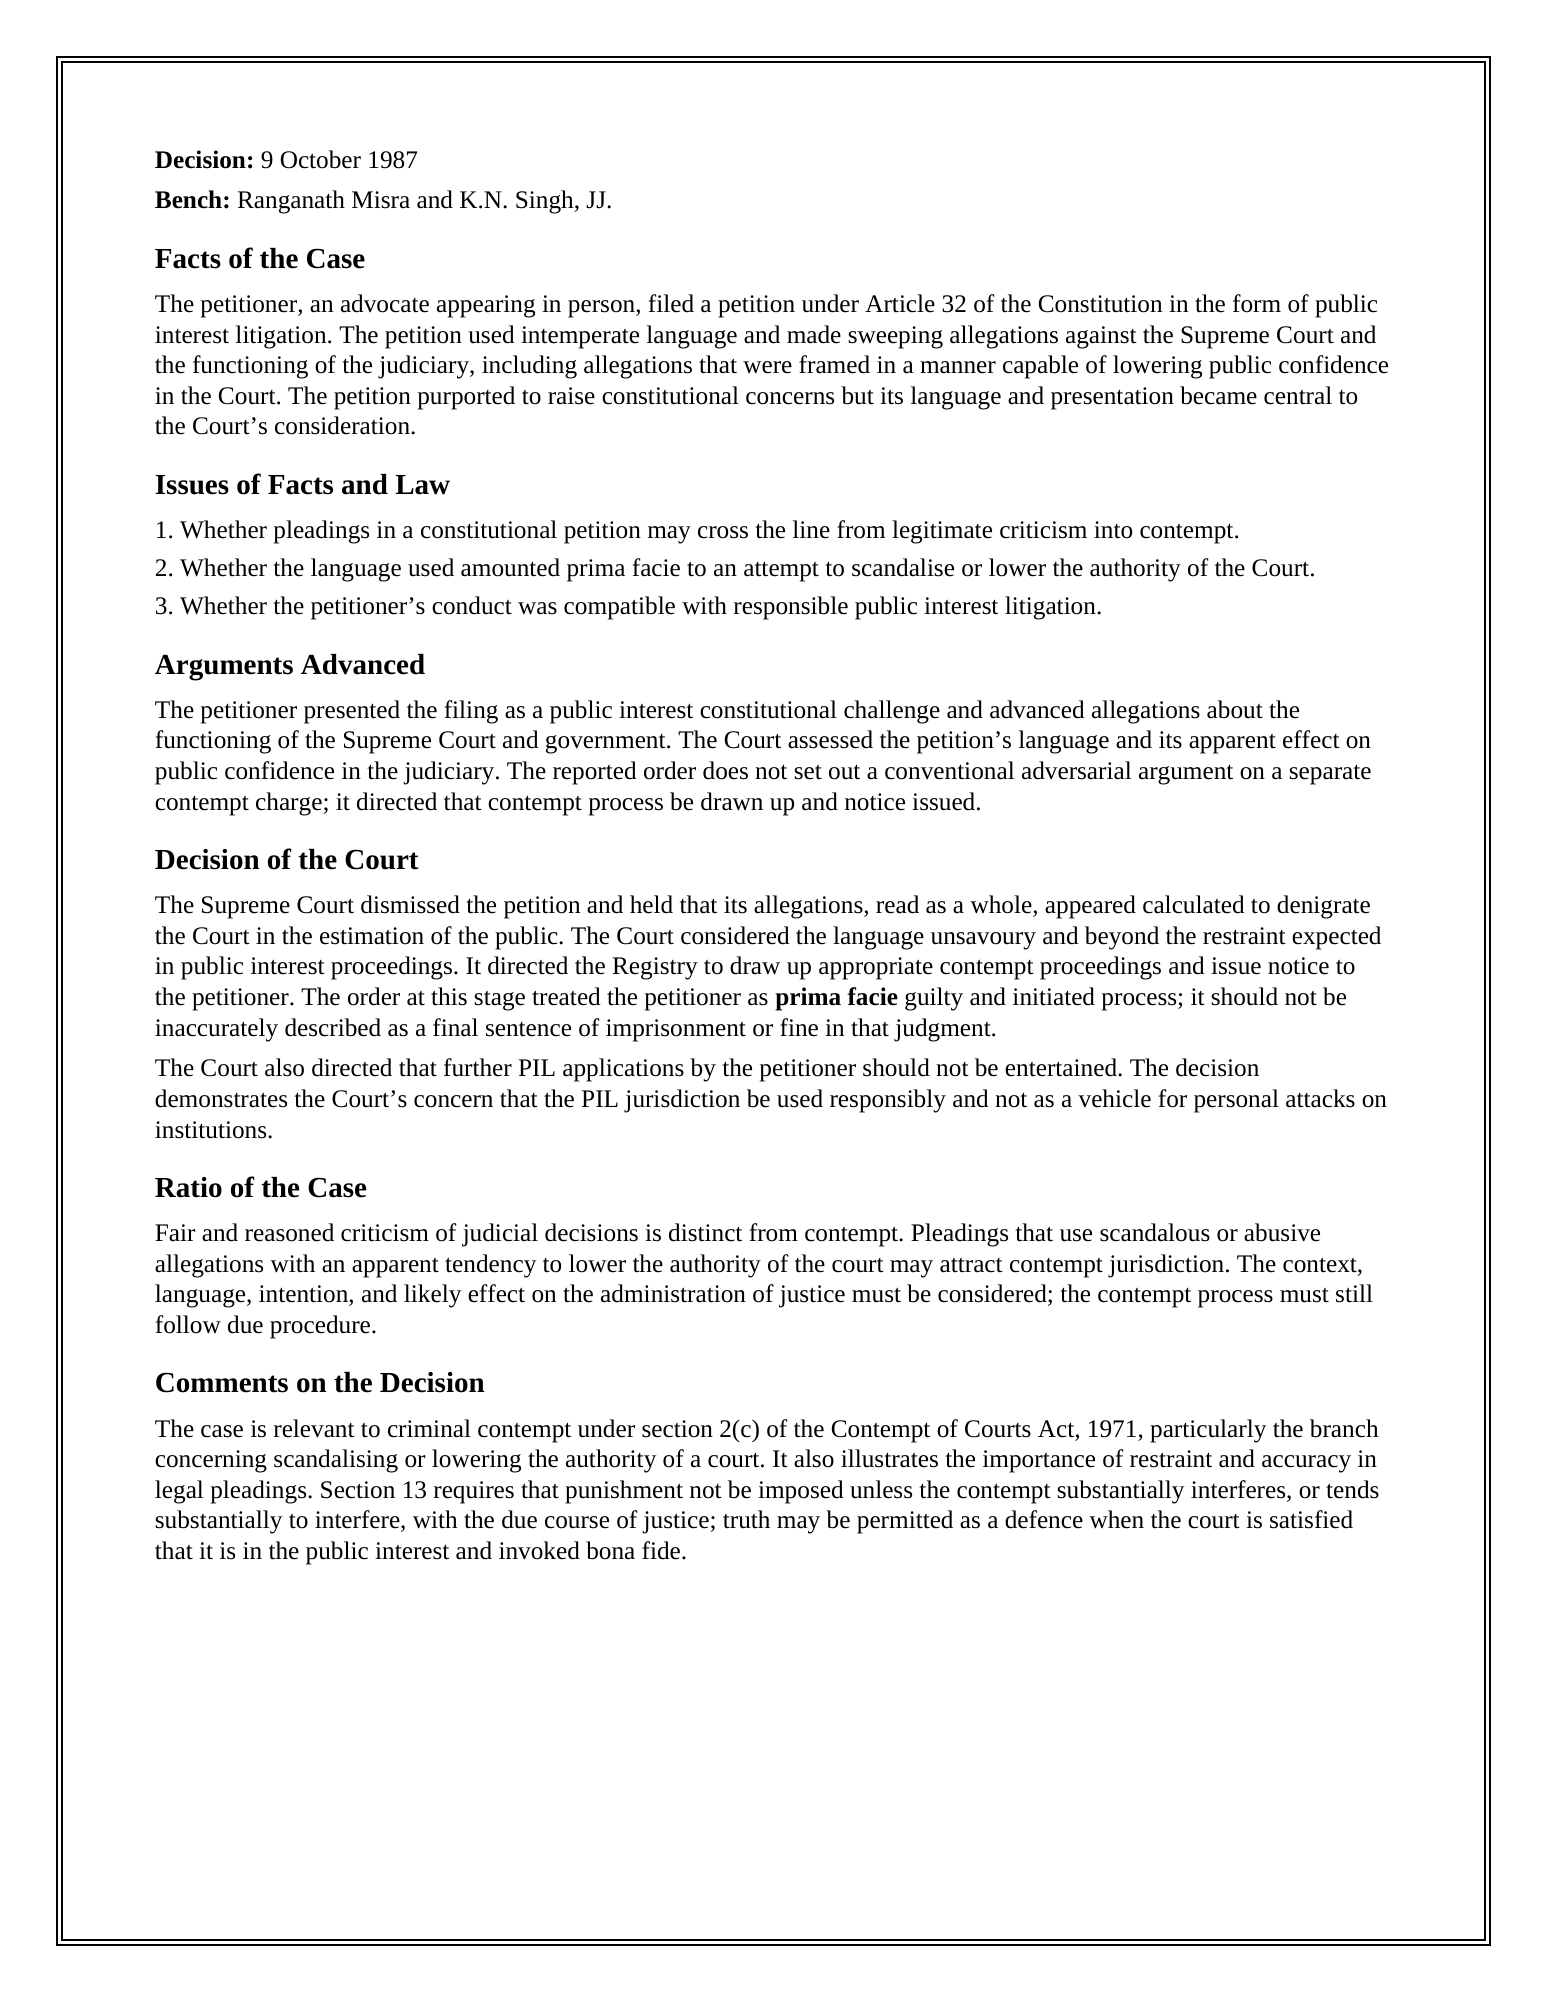 Decision: 9 October 1987
Bench: Ranganath Misra and K.N. Singh, JJ.
Facts of the Case
The petitioner, an advocate appearing in person, filed a petition under Article 32 of the Constitution in the form of public
interest litigation. The petition used intemperate language and made sweeping allegations against the Supreme Court and
the functioning of the judiciary, including allegations that were framed in a manner capable of lowering public confidence
in the Court. The petition purported to raise constitutional concerns but its language and presentation became central to
the Court’s consideration.
Issues of Facts and Law
1. Whether pleadings in a constitutional petition may cross the line from legitimate criticism into contempt.
2. Whether the language used amounted prima facie to an attempt to scandalise or lower the authority of the Court.
3. Whether the petitioner’s conduct was compatible with responsible public interest litigation.
Arguments Advanced
The petitioner presented the filing as a public interest constitutional challenge and advanced allegations about the
functioning of the Supreme Court and government. The Court assessed the petition’s language and its apparent effect on
public confidence in the judiciary. The reported order does not set out a conventional adversarial argument on a separate
contempt charge; it directed that contempt process be drawn up and notice issued.
Decision of the Court
The Supreme Court dismissed the petition and held that its allegations, read as a whole, appeared calculated to denigrate
the Court in the estimation of the public. The Court considered the language unsavoury and beyond the restraint expected
in public interest proceedings. It directed the Registry to draw up appropriate contempt proceedings and issue notice to
the petitioner. The order at this stage treated the petitioner as prima facie guilty and initiated process; it should not be
inaccurately described as a final sentence of imprisonment or fine in that judgment.
The Court also directed that further PIL applications by the petitioner should not be entertained. The decision
demonstrates the Court’s concern that the PIL jurisdiction be used responsibly and not as a vehicle for personal attacks on
institutions.
Ratio of the Case
Fair and reasoned criticism of judicial decisions is distinct from contempt. Pleadings that use scandalous or abusive
allegations with an apparent tendency to lower the authority of the court may attract contempt jurisdiction. The context,
language, intention, and likely effect on the administration of justice must be considered; the contempt process must still
follow due procedure.
Comments on the Decision
The case is relevant to criminal contempt under section 2(c) of the Contempt of Courts Act, 1971, particularly the branch
concerning scandalising or lowering the authority of a court. It also illustrates the importance of restraint and accuracy in
legal pleadings. Section 13 requires that punishment not be imposed unless the contempt substantially interferes, or tends
substantially to interfere, with the due course of justice; truth may be permitted as a defence when the court is satisfied
that it is in the public interest and invoked bona fide.